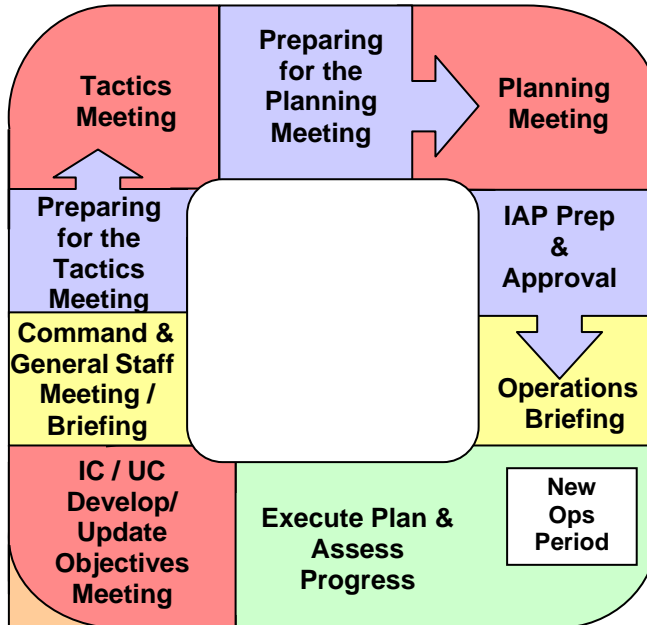 Tactics
Meeting
Preparing
for the
Planning
Meeting
Planning
Meeting
Preparing
for the
Tactics
Meeting
IAP Prep
&
Approval
Command &
General Staff
Meeting /
Briefing
Operations
Briefing
IC / UC
Develop/
Update
Objectives
Meeting
Execute Plan &
Assess
Progress
New
Ops
Period